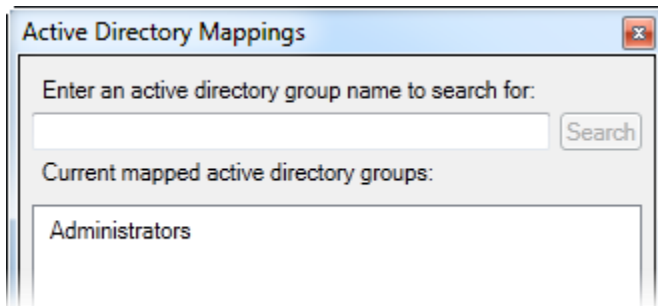 Active Directory Mappings
Enter an active directory group name to search for:
Search
Current mapped active directory groups:
Administrators